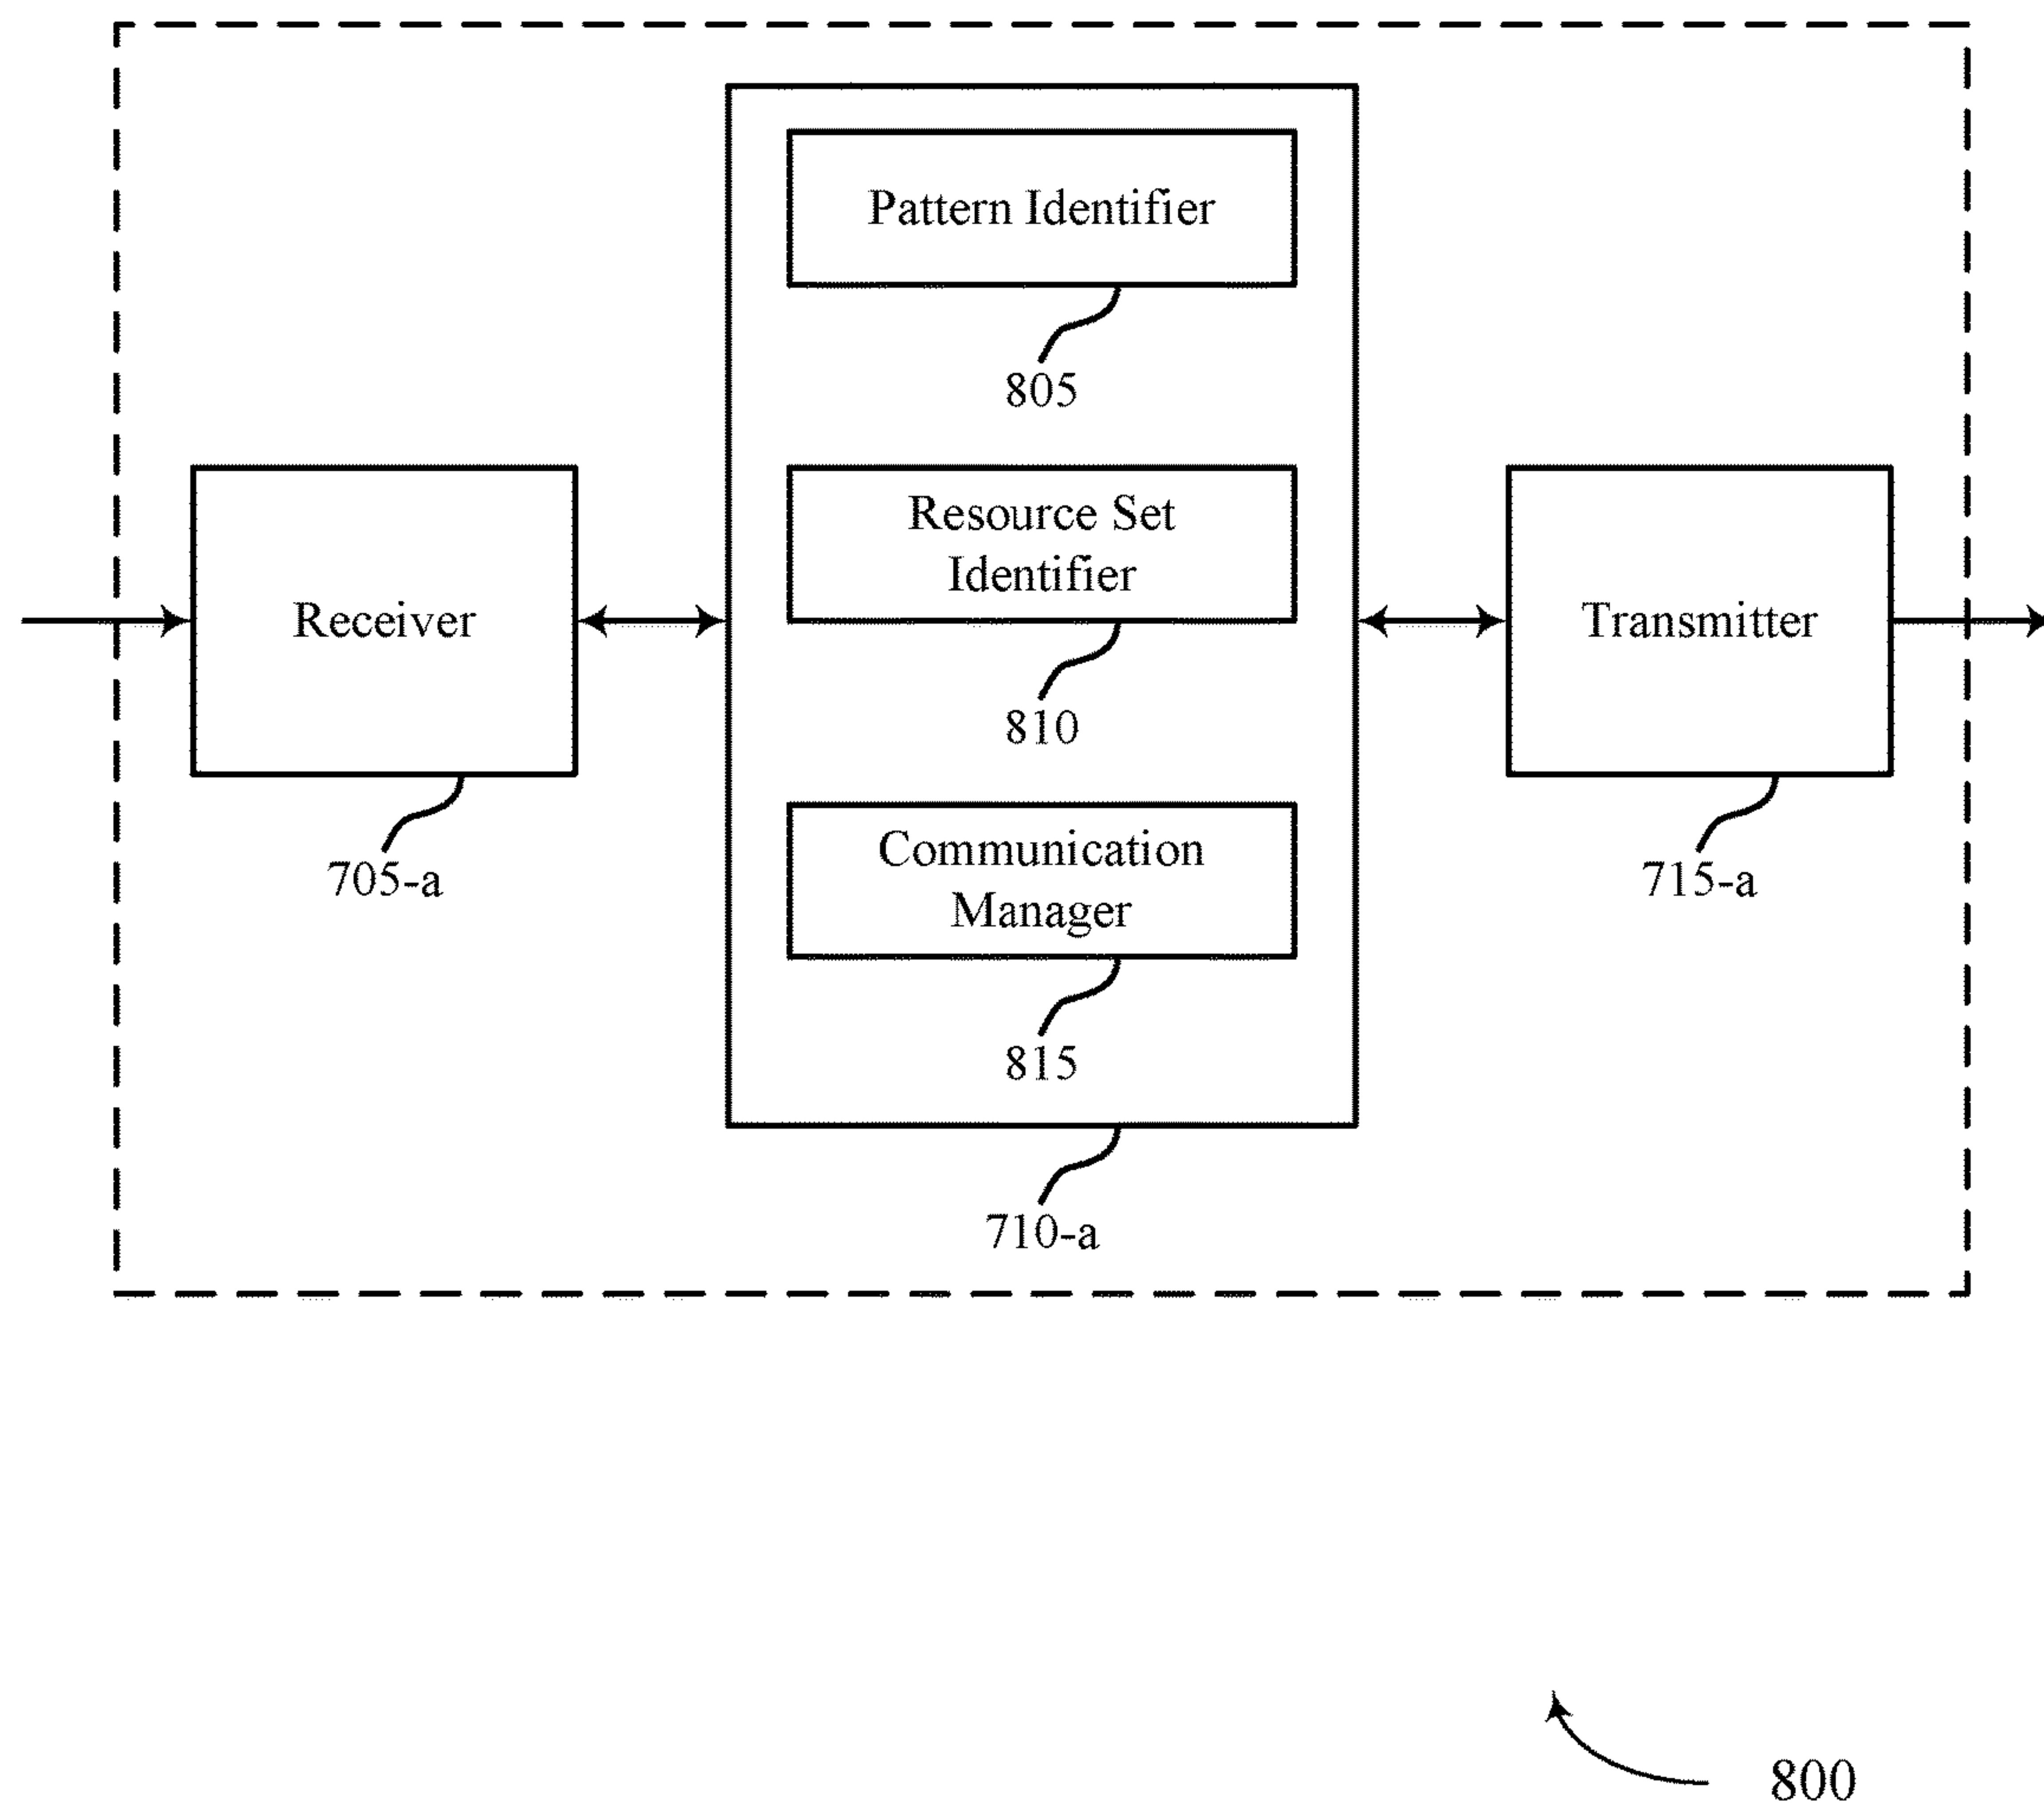 Pattern Identifier
805
Resource Set
Identifier
810
Receiver
705-a
Transmitter
715-a
Communication
Manager
815
710-a
800